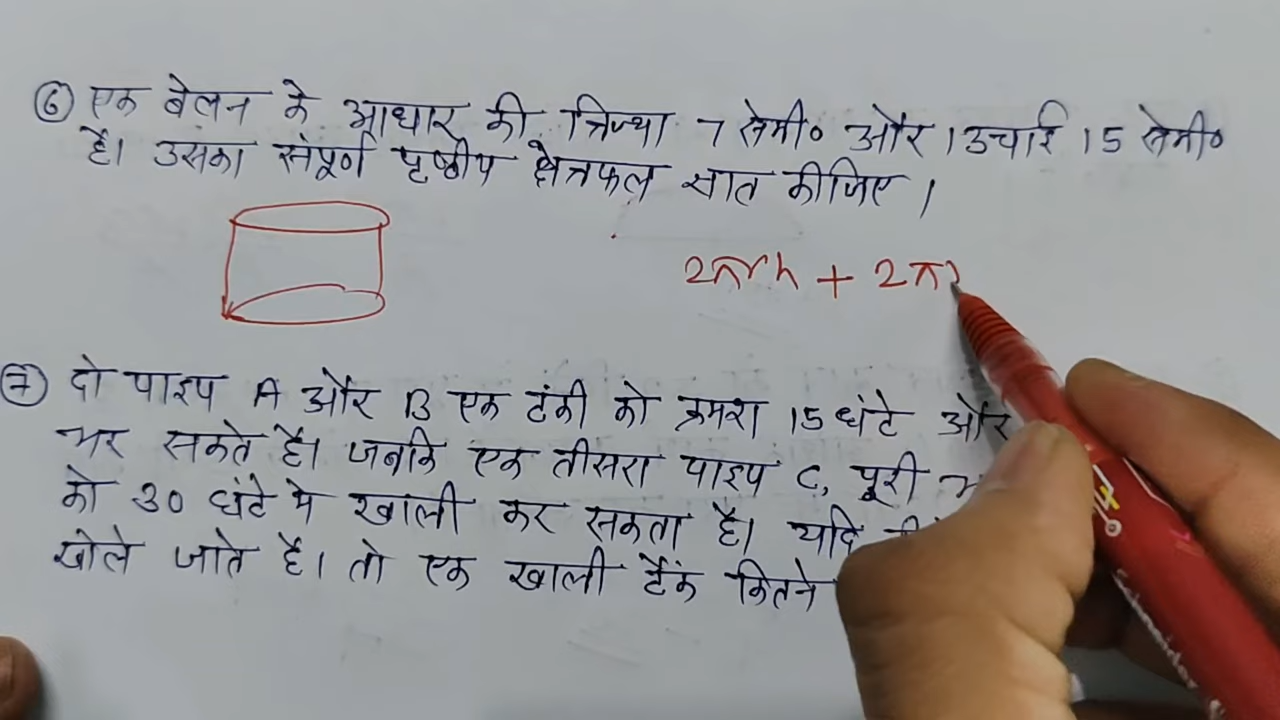 ⑥ एक बेलन के आधार की त्रिज्या 7 सेमी० और ।उचाई 15 सेमी०
है। उसका संपूर्ण पृष्ठीय क्षेत्रफल ज्ञात कीजिए ।
2πrh + 2π
⑦ दो पाइप A और B एक टंकी को क्रमश 15 घंटे और
भर सकते है। जबकि एक तीसरा पाइप C, पूरी
को 30 घंटे मे खाली कर सकता है। यदि
खोले जाते है। तो एक खाली टैंक कितने